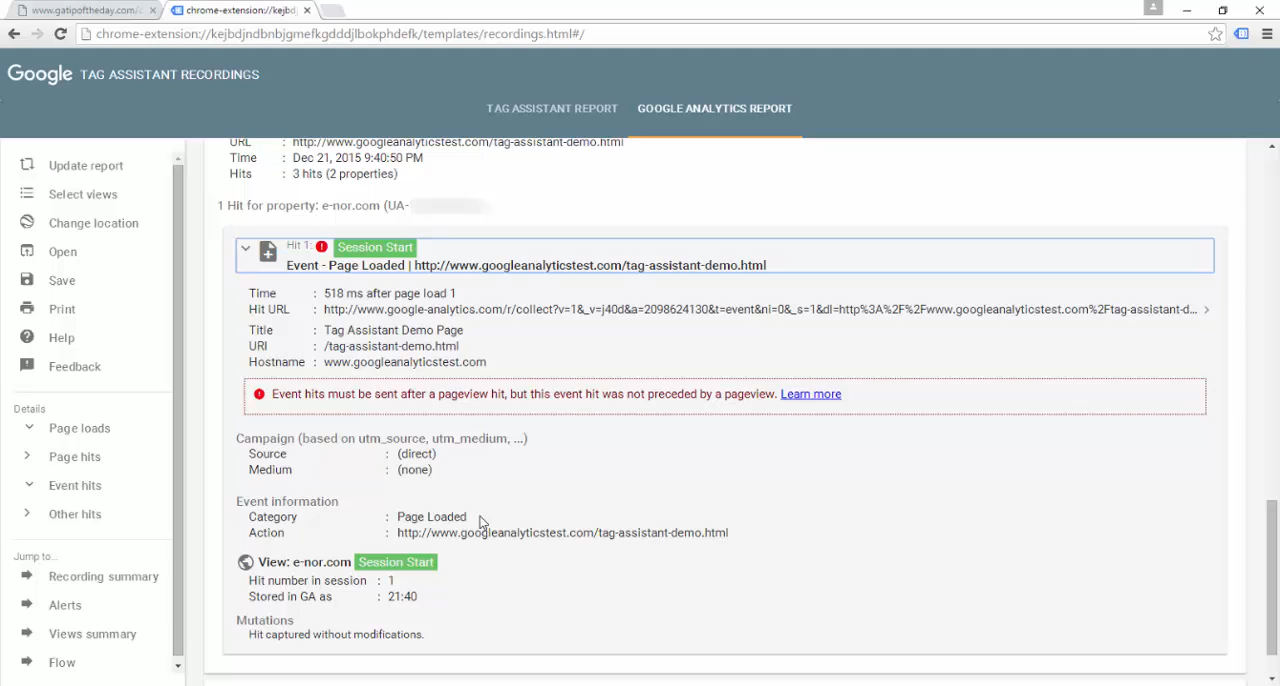 www.gatipoftheday.com/
chrome-extension://kejbd
chrome-extension://kejbdjndbnbjgmefkgdddjlbokphdefk/templates/recordings.html#/
Google TAG ASSISTANT RECORDINGS
TAG ASSISTANT REPORT GOOGLE ANALYTICS REPORT
Update report
Select views
Change location
Open
Save
Print
Help
Feedback
Details
Page loads
Page hits
Event hits
Other hits
Jump to...
Recording summary
Alerts
Views summary
Flow
URL : http://www.googleanalyticstest.com/tag-assistant-demo.html
Time : Dec 21, 2015 9:40:50 PM
Hits : 3 hits (2 properties)
1 Hit for property: e-nor.com (UA-
Hit 1: Session Start
Event - Page Loaded | http://www.googleanalyticstest.com/tag-assistant-demo.html
Time : 518 ms after page load 1
Hit URL : http://www.google-analytics.com/r/collect?v=1&_v=j40d&a=2098624130&t=event&ni=0&_s=1&dl=http%3A%2F%2Fwww.googleanalyticstest.com%2Ftag-assistant-d...
Title : Tag Assistant Demo Page
URI : /tag-assistant-demo.html
Hostname : www.googleanalyticstest.com
Event hits must be sent after a pageview hit, but this event hit was not preceded by a pageview. Learn more
Campaign (based on utm_source, utm_medium, ...)
Source : (direct)
Medium : (none)
Event information
Category : Page Loaded
Action : http://www.googleanalyticstest.com/tag-assistant-demo.html
View: e-nor.com Session Start
Hit number in session : 1
Stored in GA as : 21:40
Mutations
Hit captured without modifications.